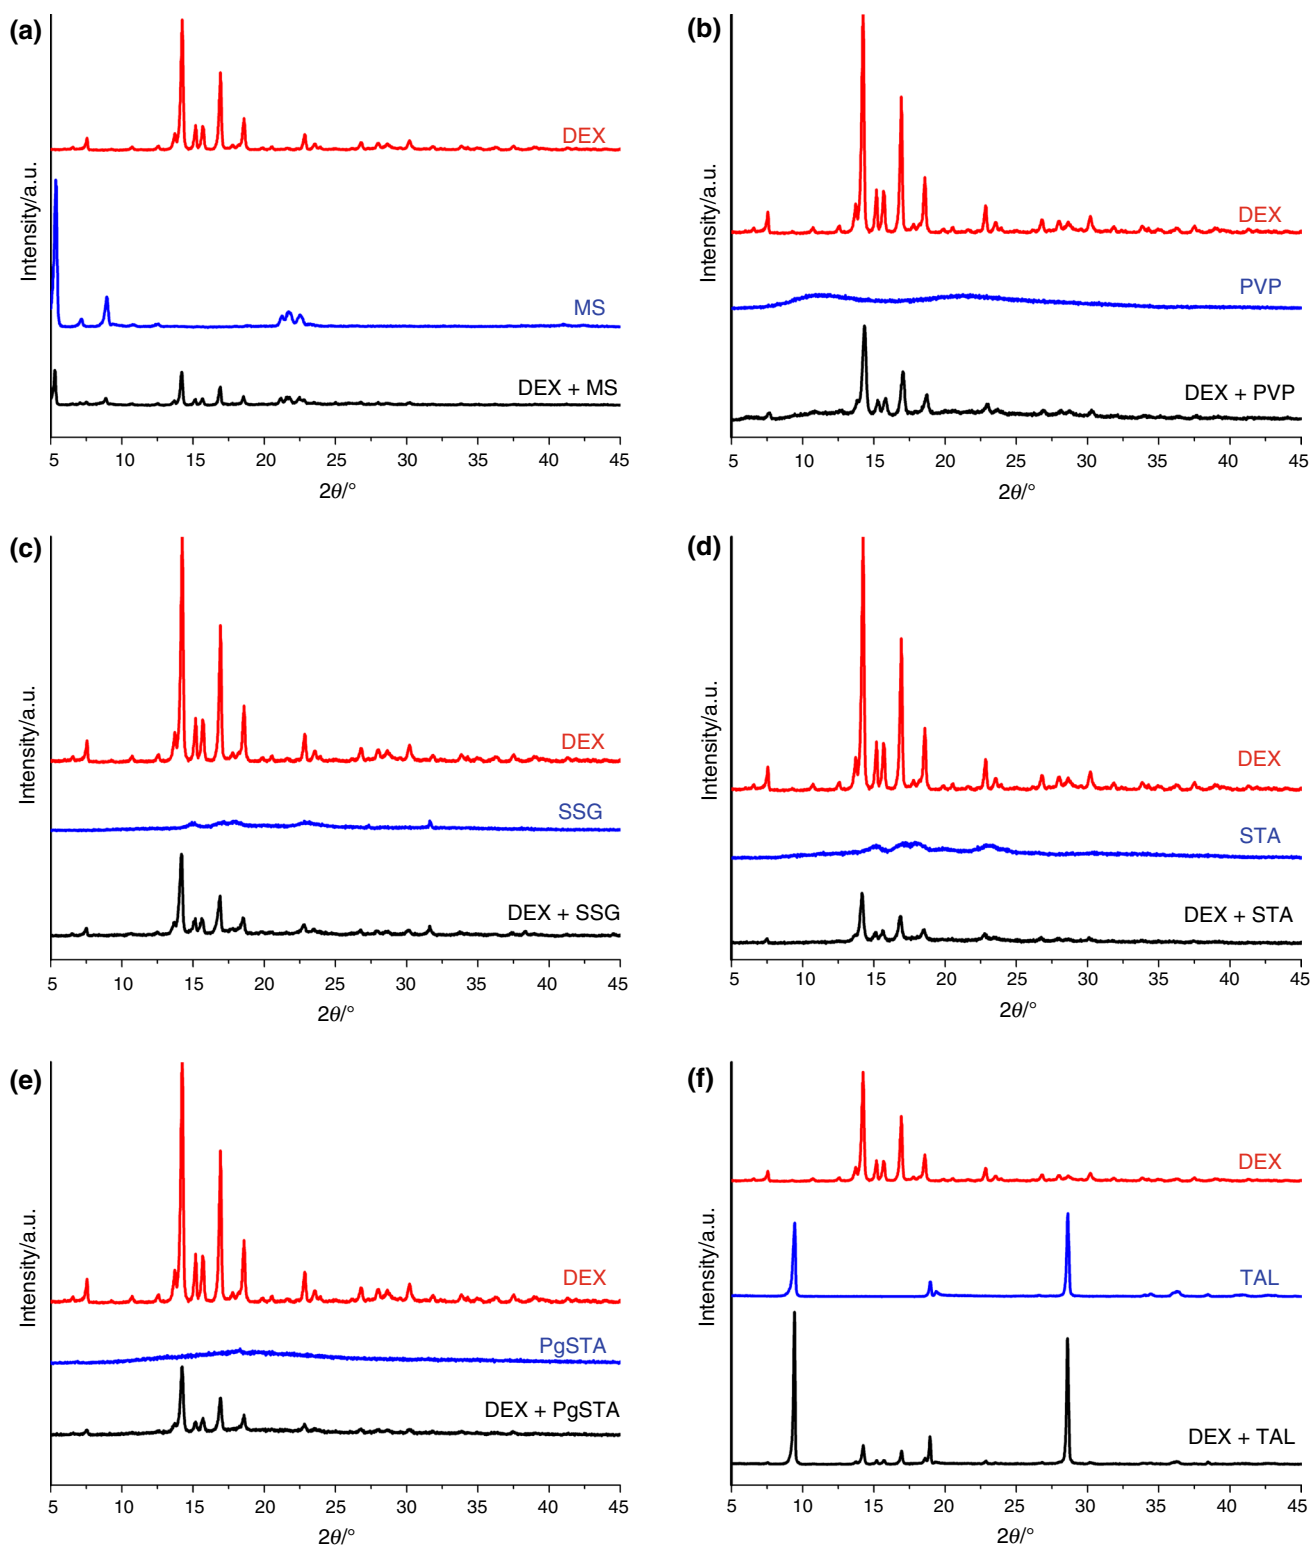 (a)
DEX
MS
DEX + MS
Intensity/a.u.
5 10 15 20 25 30 35 40 45
2θ/°
(b)
DEX
PVP
DEX + PVP
Intensity/a.u.
5 10 15 20 25 30 35 40 45
2θ/°
(c)
DEX
SSG
DEX + SSG
Intensity/a.u.
5 10 15 20 25 30 35 40 45
2θ/°
(d)
DEX
STA
DEX + STA
Intensity/a.u.
5 10 15 20 25 30 35 40 45
2θ/°
(e)
DEX
PgSTA
DEX + PgSTA
Intensity/a.u.
5 10 15 20 25 30 35 40 45
2θ/°
(f)
DEX
TAL
DEX + TAL
Intensity/a.u.
5 10 15 20 25 30 35 40 45
2θ/°